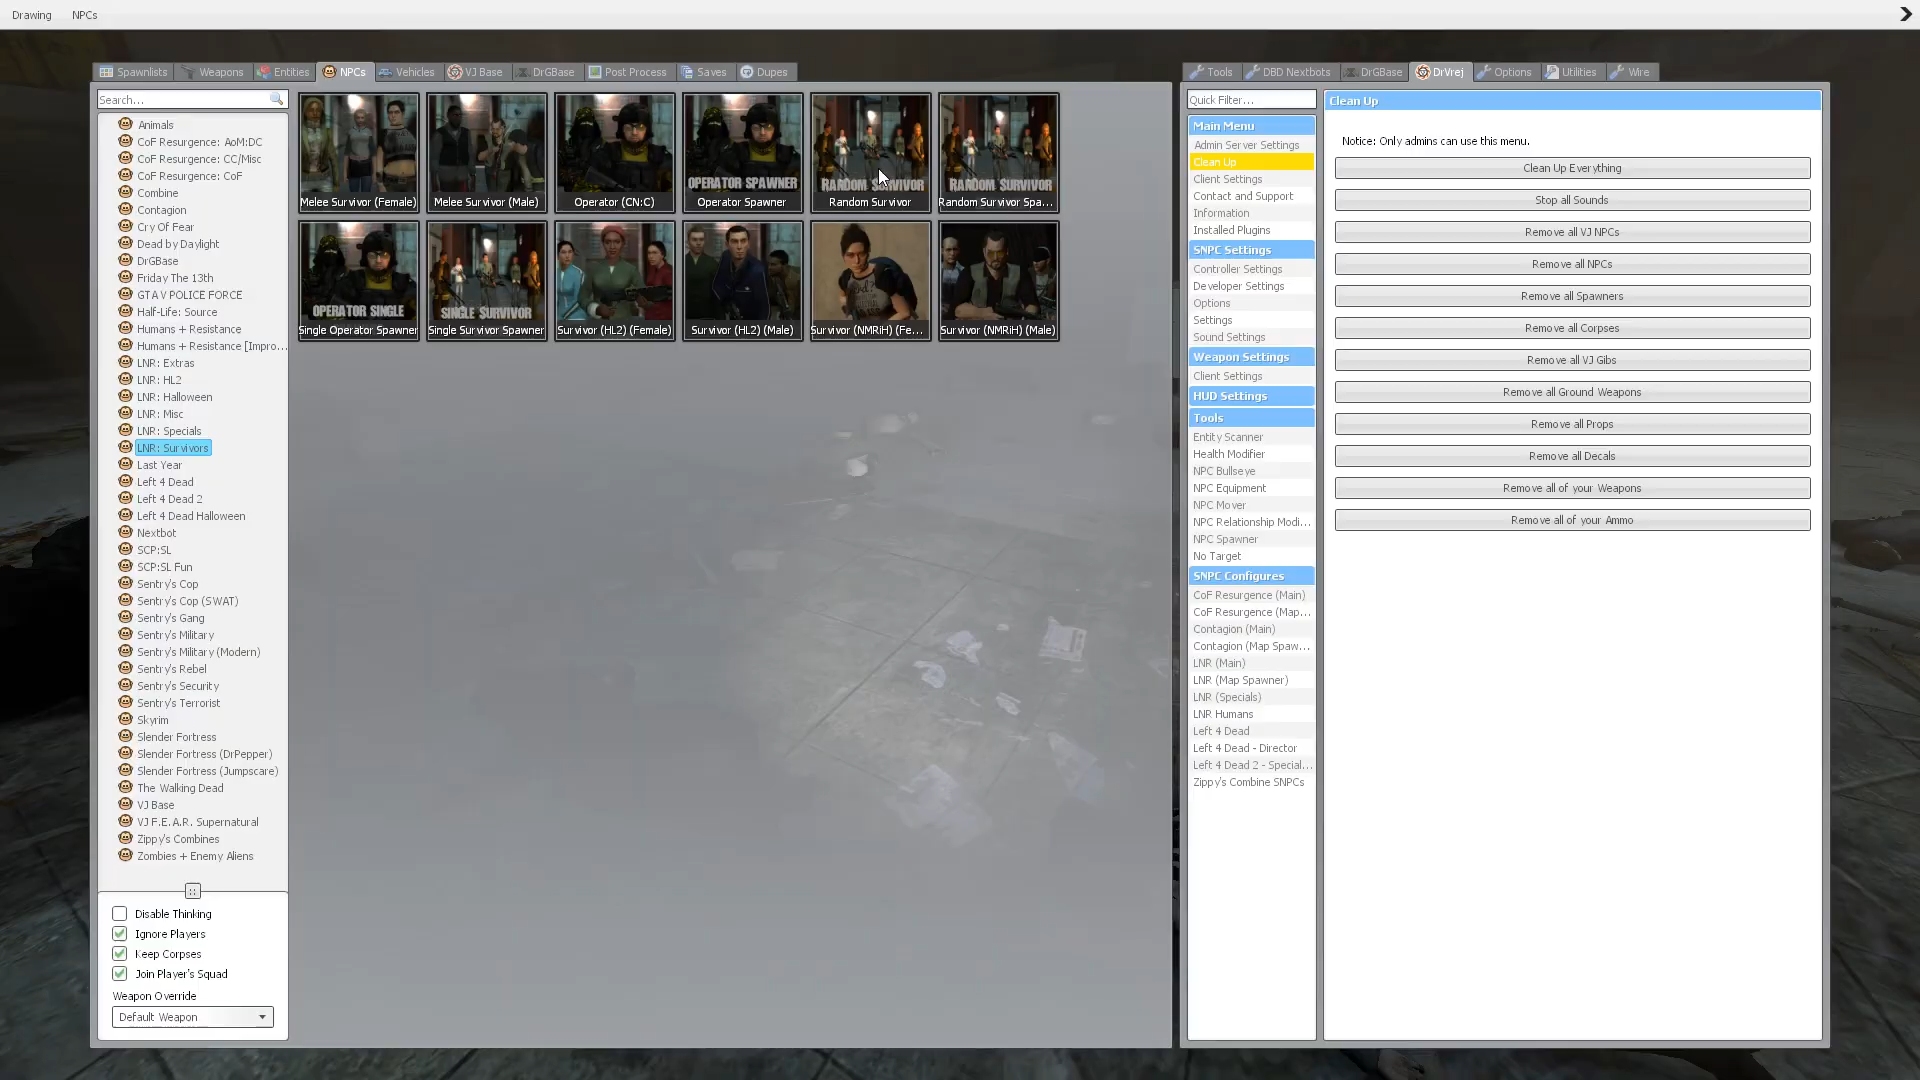 Drawing NPCs
Spawnlists Weapons Entities NPCs Vehicles VJ Base DrGBase Post Process Saves Dupes
Search...
Animals
CoF Resurgence: AoM:DC
CoF Resurgence: CC/Misc
CoF Resurgence: CoF
Combine
Contagion
Cry Of Fear
Dead by Daylight
DrGBase
Friday The 13th
GTA V POLICE FORCE
Half-Life: Source
Humans + Resistance
Humans + Resistance [Impro...
LNR: Extras
LNR: HL2
LNR: Halloween
LNR: Misc
LNR: Specials
LNR: Survivors
Last Year
Left 4 Dead
Left 4 Dead 2
Left 4 Dead Halloween
Nextbot
SCP:SL
SCP:SL Fun
Sentry's Cop
Sentry's Cop (SWAT)
Sentry's Gang
Sentry's Military
Sentry's Military (Modern)
Sentry's Rebel
Sentry's Security
Sentry's Terrorist
Skyrim
Slender Fortress
Slender Fortress (DrPepper)
Slender Fortress (Jumpscare)
The Walking Dead
VJ Base
VJ F.E.A.R. Supernatural
Zippy's Combines
Zombies + Enemy Aliens
Disable Thinking
Ignore Players
Keep Corpses
Join Player's Squad
Weapon Override
Default Weapon
OPERATOR SPAWNER RANDOM SURVIVOR RANDOM SURVIVOR
Melee Survivor (Female) Melee Survivor (Male) Operator (CN:C) Operator Spawner Random Survivor Random Survivor Spa...
OPERATOR SINGLE SINGLE SURVIVOR
Single Operator Spawner Single Survivor Spawner Survivor (HL2) (Female) Survivor (HL2) (Male) Survivor (NMRiH) (Fe... Survivor (NMRiH) (Male)
Tools DBD Nextbots DrGBase DrVrej Options Utilities Wire
Quick Filter...
Main Menu
Admin Server Settings
Clean Up
Client Settings
Contact and Support
Information
Installed Plugins
SNPC Settings
Controller Settings
Developer Settings
Options
Settings
Sound Settings
Weapon Settings
Client Settings
HUD Settings
Tools
Entity Scanner
Health Modifier
NPC Bullseye
NPC Equipment
NPC Mover
NPC Relationship Modi...
NPC Spawner
No Target
SNPC Configures
CoF Resurgence (Main)
CoF Resurgence (Map...
Contagion (Main)
Contagion (Map Spaw...
LNR (Main)
LNR (Map Spawner)
LNR (Specials)
LNR Humans
Left 4 Dead
Left 4 Dead - Director
Left 4 Dead 2 - Special...
Zippy's Combine SNPCs
Clean Up
Notice: Only admins can use this menu.
Clean Up Everything
Stop all Sounds
Remove all VJ NPCs
Remove all NPCs
Remove all Spawners
Remove all Corpses
Remove all VJ Gibs
Remove all Ground Weapons
Remove all Props
Remove all Decals
Remove all of your Weapons
Remove all of your Ammo